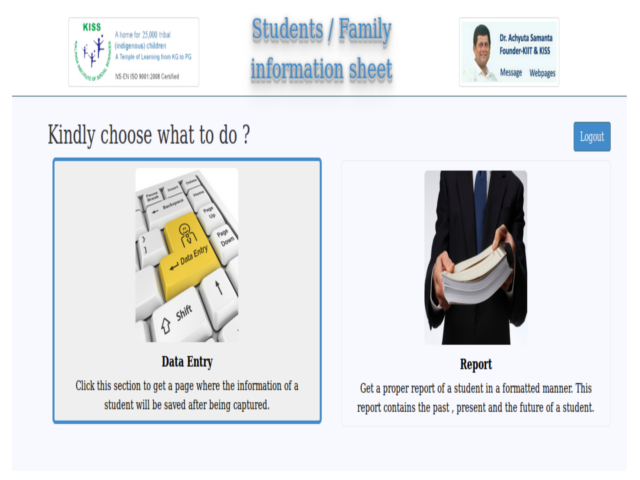 KISS
A home for 25,000 tribal
(indigenous) children
A Temple of Learning from KG to PG
NS-EN ISO 9001:2008 Certified
Students / Family
information sheet
Dr. Achyuta Samanta
Founder-KIIT & KISS
Message Webpages
Kindly choose what to do ?
Logout
Pause
Break
Insert
Home
Backspace
Page
Up
Page
Down
Data Entry
Shift
Data Entry
Click this section to get a page where the information of a
student will be saved after being captured.
Report
Get a proper report of a student in a formatted manner. This
report contains the past , present and the future of a student.